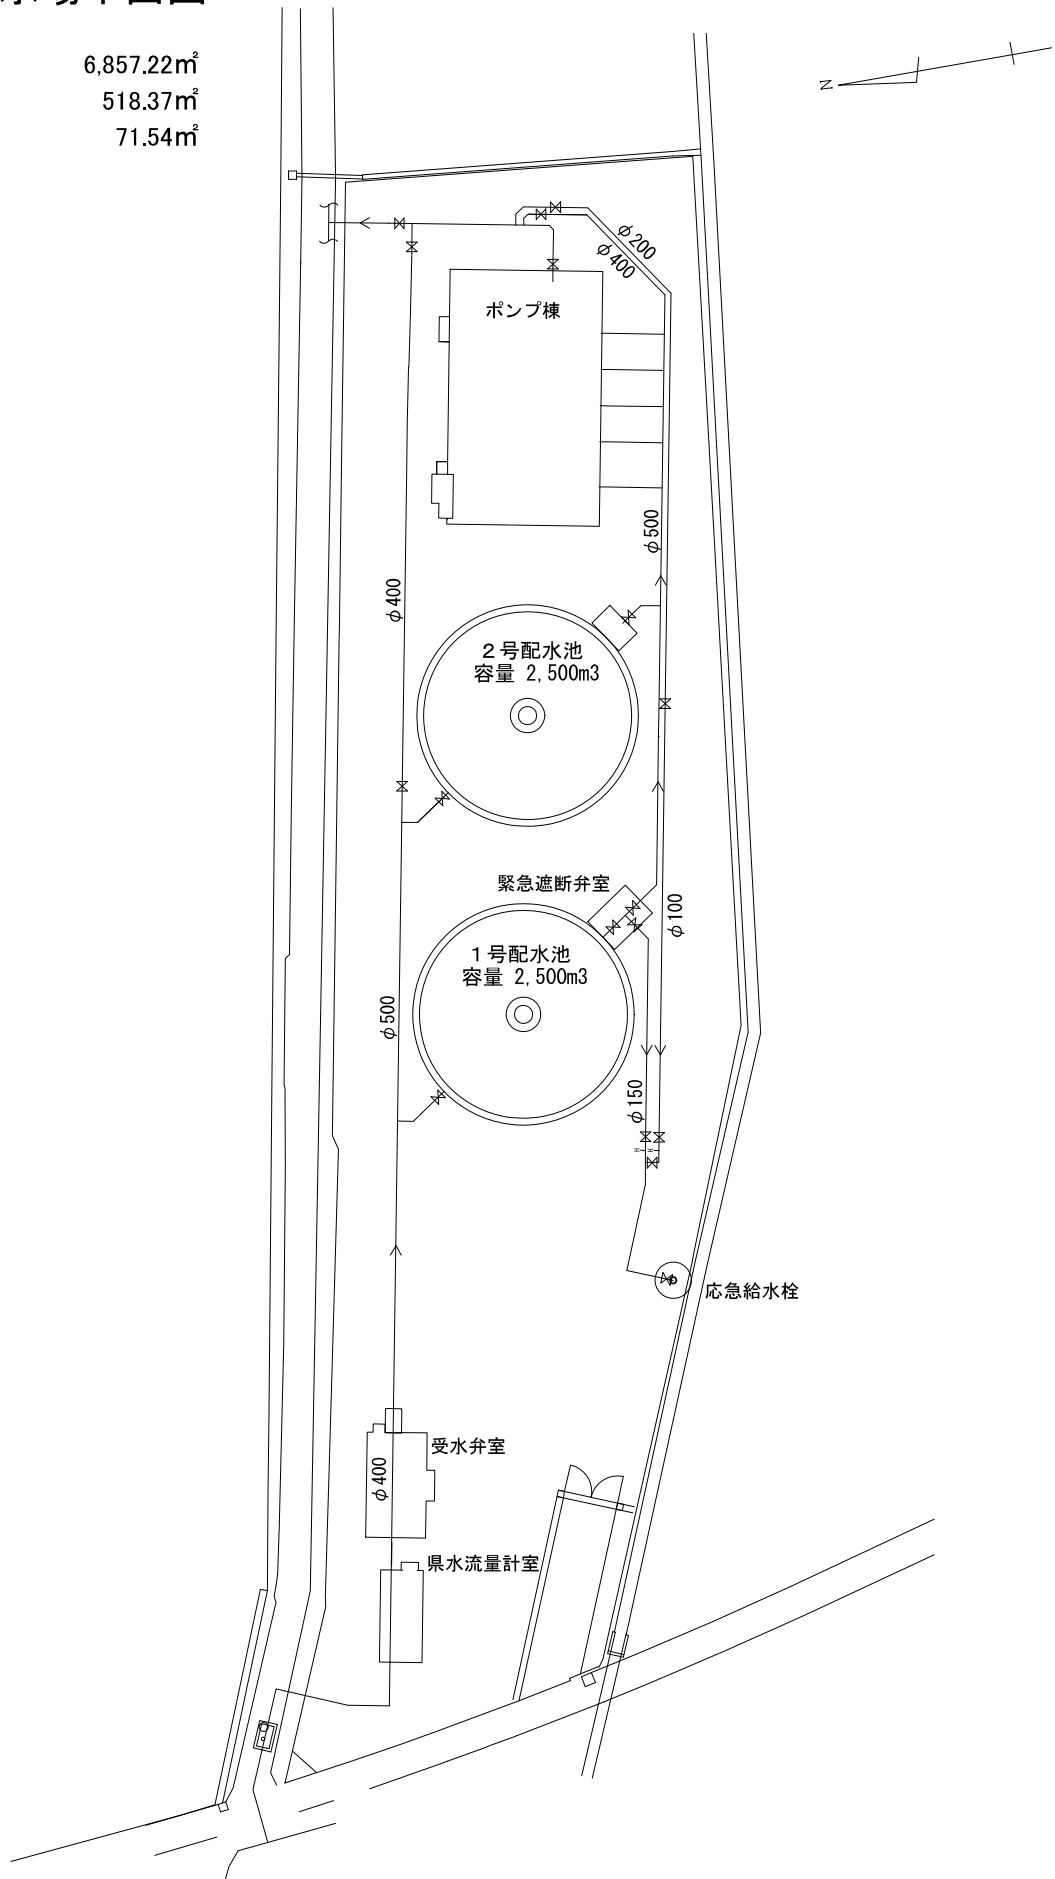 6,857.22㎡
518.37㎡
71.54㎡
N
φ200
φ400
ポンプ棟
φ500
φ400
２号配水池
容量 2,500m3
緊急遮断弁室
φ100
１号配水池
容量 2,500m3
φ500
φ150
応急給水栓
受水弁室
φ400
県水流量計室